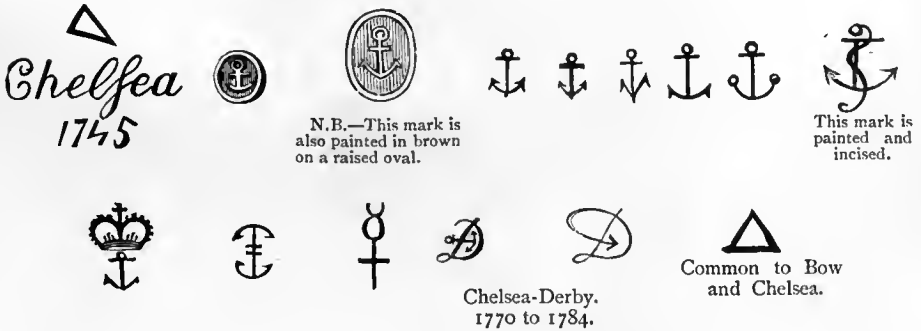 Chelsea
1745
N.B.—This mark is
also painted in brown
on a raised oval.
This mark is
painted and
incised.
Chelsea-Derby.
1770 to 1784.
Common to Bow
and Chelsea.